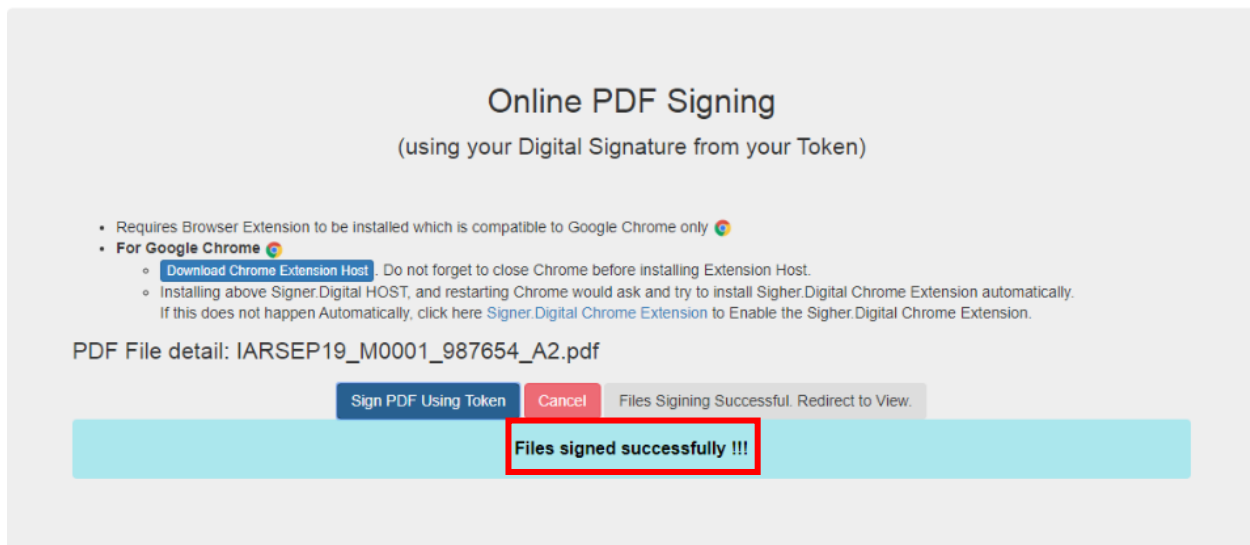 Online PDF Signing
(using your Digital Signature from your Token)
Requires Browser Extension to be installed which is compatible to Google Chrome only
For Google Chrome
Download Chrome Extension Host . Do not forget to close Chrome before installing Extension Host.
Installing above Signer.Digital HOST, and restarting Chrome would ask and try to install Sigher.Digital Chrome Extension automatically.
If this does not happen Automatically, click here Signer.Digital Chrome Extension to Enable the Sigher.Digital Chrome Extension.
PDF File detail: IARSEP19_M0001_987654_A2.pdf
Sign PDF Using Token Cancel Files Sigining Successful. Redirect to View.
Files signed successfully !!!